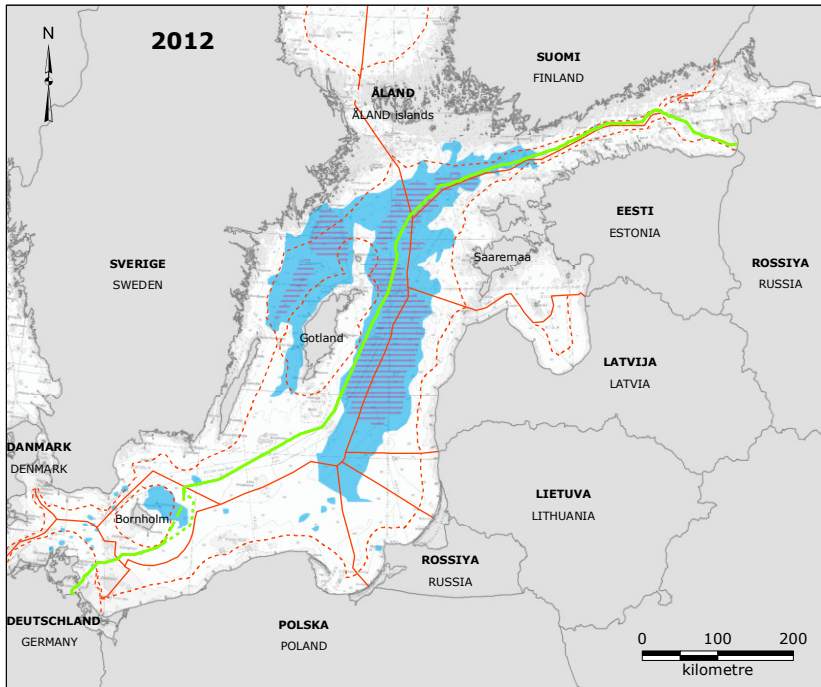 2012
N
SUOMI
FINLAND
ÅLAND
ÅLAND islands
EESTI
ESTONIA
SVERIGE
SWEDEN
Saaremaa
ROSSIYA
RUSSIA
Gotland
LATVIJA
LATVIA
DANMARK
DENMARK
LIETUVA
LITHUANIA
Bornholm
ROSSIYA
RUSSIA
DEUTSCHLAND
GERMANY
POLSKA
POLAND
0 100 200
kilometre